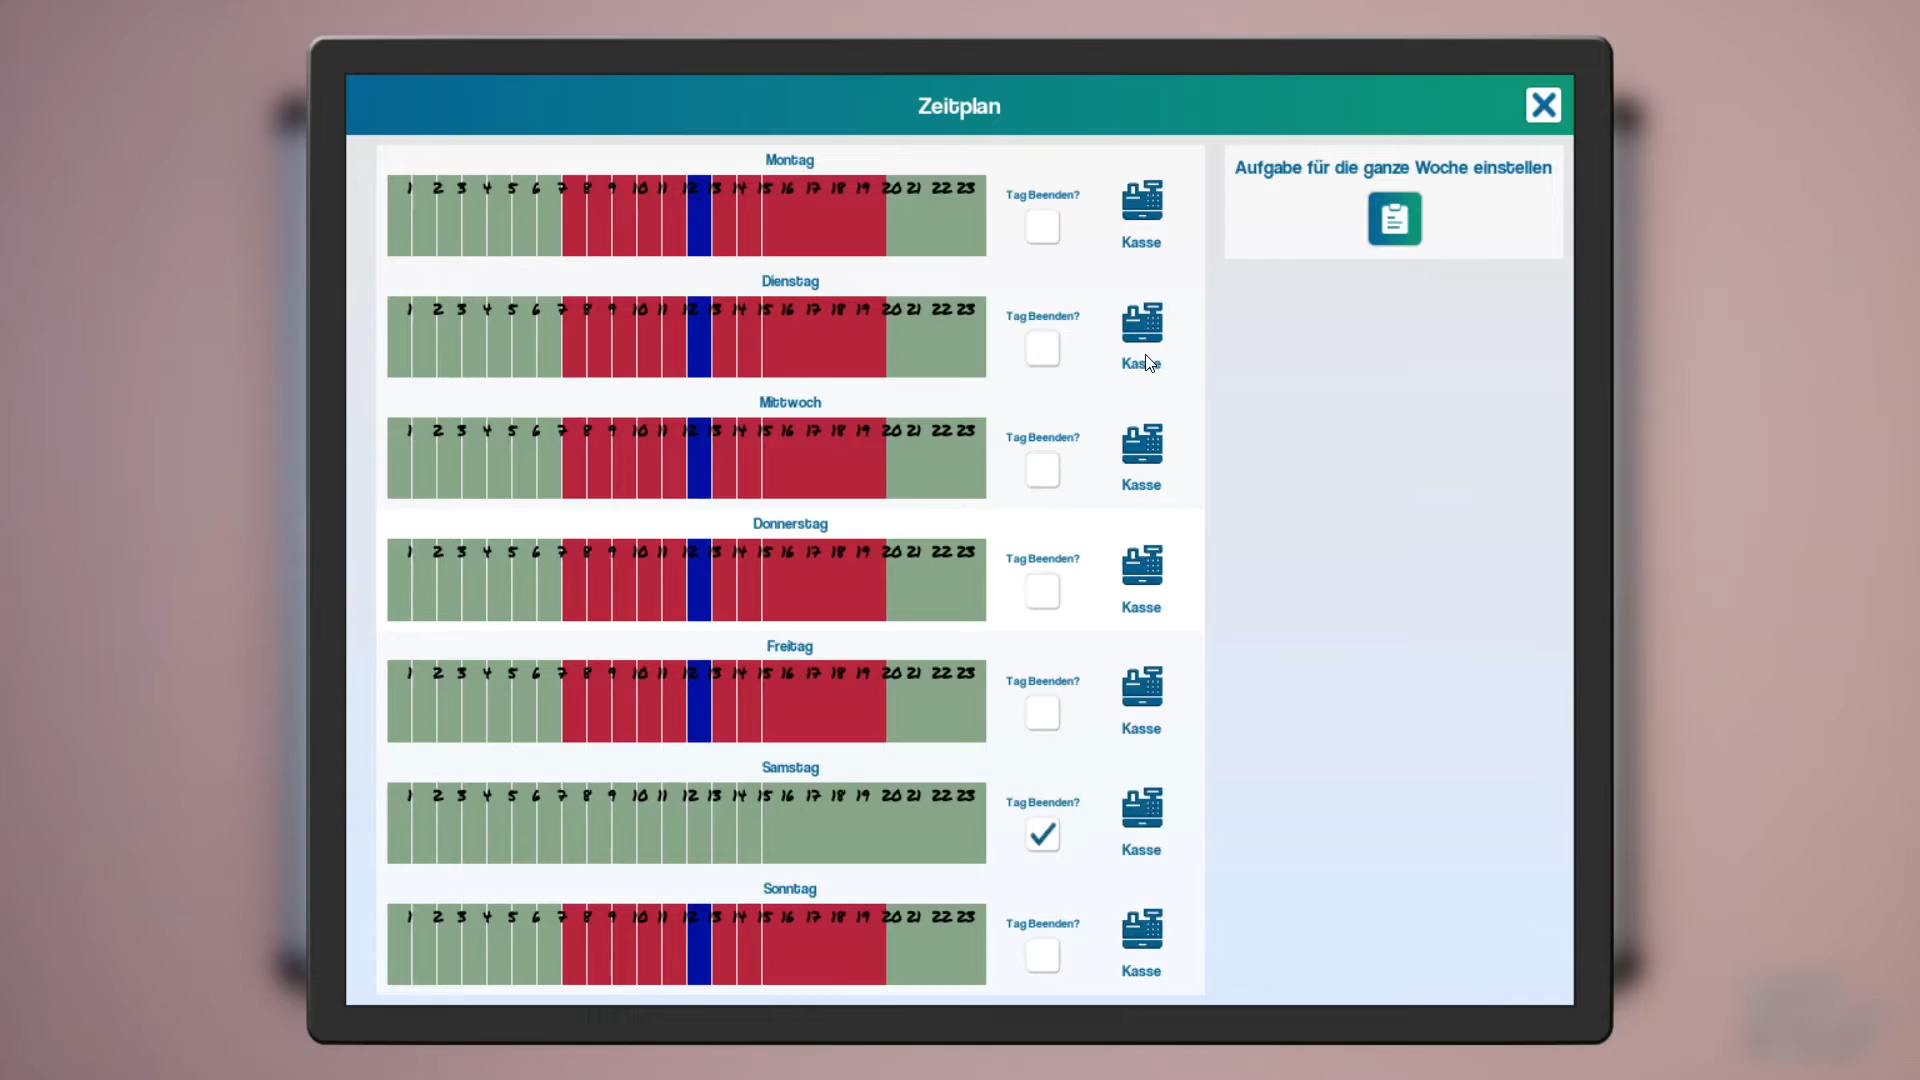 Zeitplan
Aufgabe für die ganze Woche einstellen
Montag
1 2 3 4 5 6 7 8 9 10 11 12 13 14 15 16 17 18 19 20 21 22 23
Tag Beenden?
Kasse
Dienstag
1 2 3 4 5 6 7 8 9 10 11 12 13 14 15 16 17 18 19 20 21 22 23
Tag Beenden?
Kasse
Mittwoch
1 2 3 4 5 6 7 8 9 10 11 12 13 14 15 16 17 18 19 20 21 22 23
Tag Beenden?
Kasse
Donnerstag
1 2 3 4 5 6 7 8 9 10 11 12 13 14 15 16 17 18 19 20 21 22 23
Tag Beenden?
Kasse
Freitag
1 2 3 4 5 6 7 8 9 10 11 12 13 14 15 16 17 18 19 20 21 22 23
Tag Beenden?
Kasse
Samstag
1 2 3 4 5 6 7 8 9 10 11 12 13 14 15 16 17 18 19 20 21 22 23
Tag Beenden?
Kasse
Sonntag
1 2 3 4 5 6 7 8 9 10 11 12 13 14 15 16 17 18 19 20 21 22 23
Tag Beenden?
Kasse